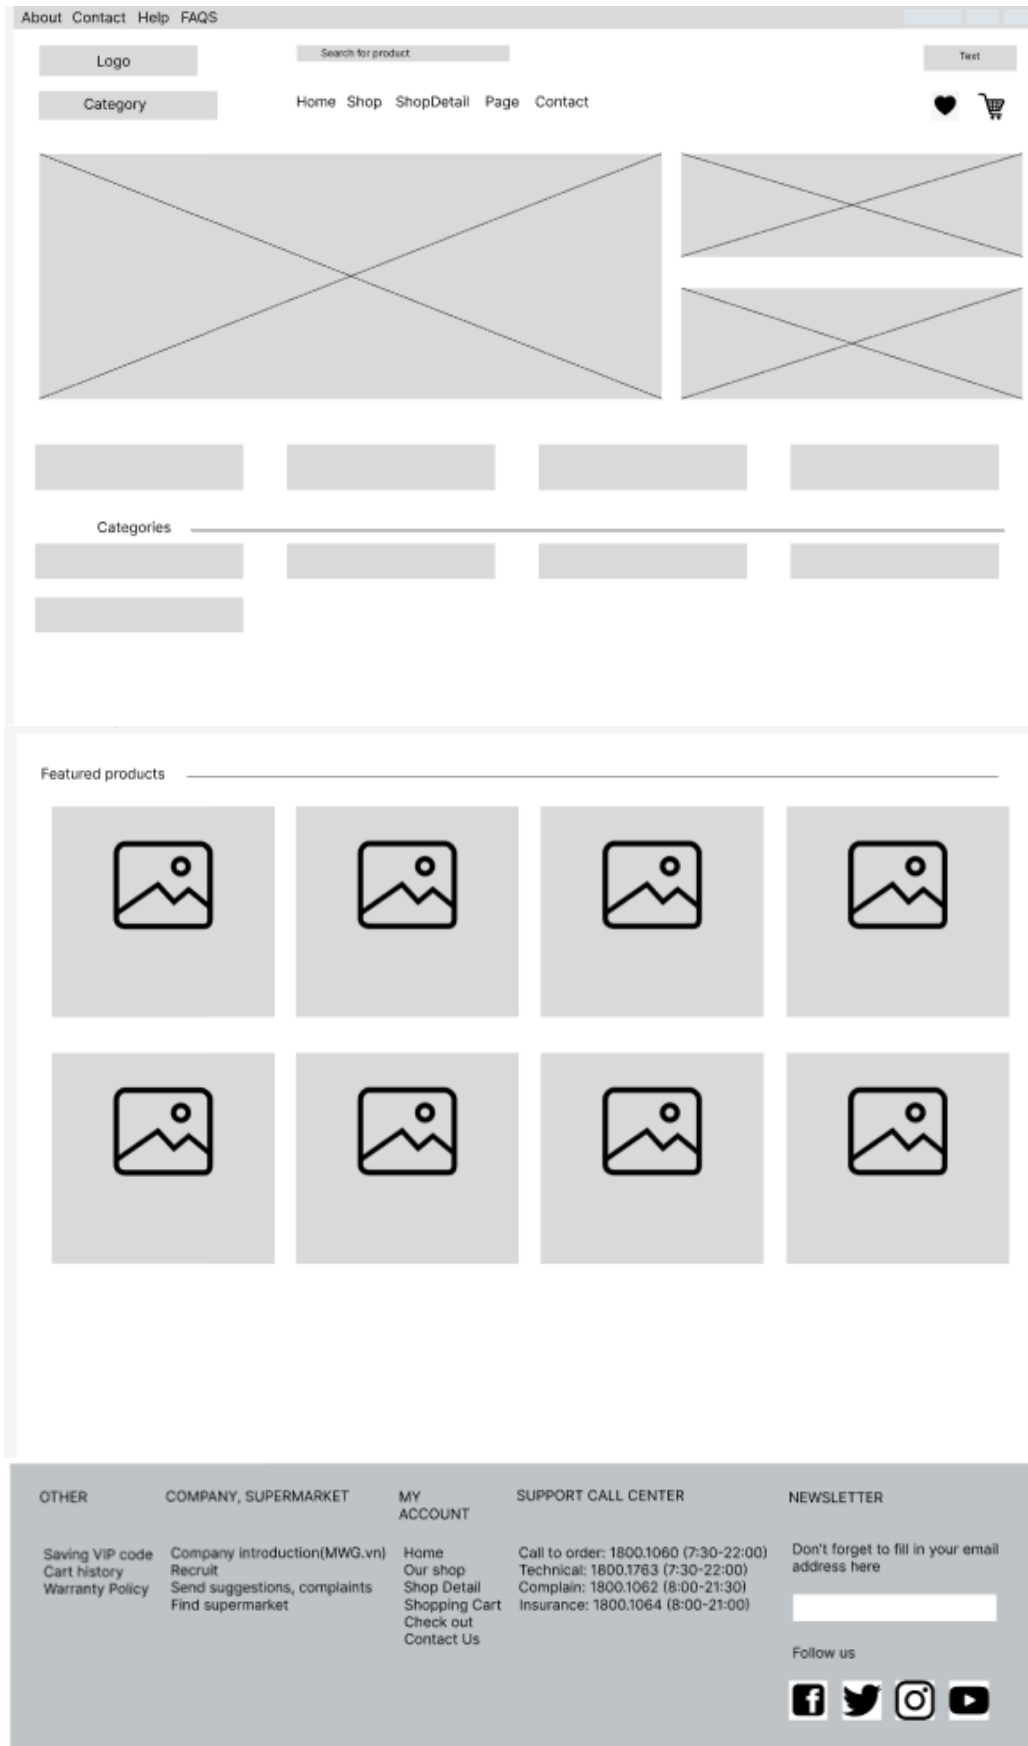 About Contact Help FAQS
Logo
Search for product
Text
Category
Home Shop ShopDetail Page Contact
Categories
Featured products
OTHER
Saving VIP code
Cart history
Warranty Policy
COMPANY, SUPERMARKET
Company introduction(MWG.vn)
Recruit
Send suggestions, complaints
Find supermarket
MY
ACCOUNT
Home
Our shop
Shop Detail
Shopping Cart
Check out
Contact Us
SUPPORT CALL CENTER
Call to order: 1800.1060 (7:30-22:00)
Technical: 1800.1763 (7:30-22:00)
Complain: 1800.1062 (8:00-21:30)
Insurance: 1800.1064 (8:00-21:00)
NEWSLETTER
Don't forget to fill in your email
address here
Follow us